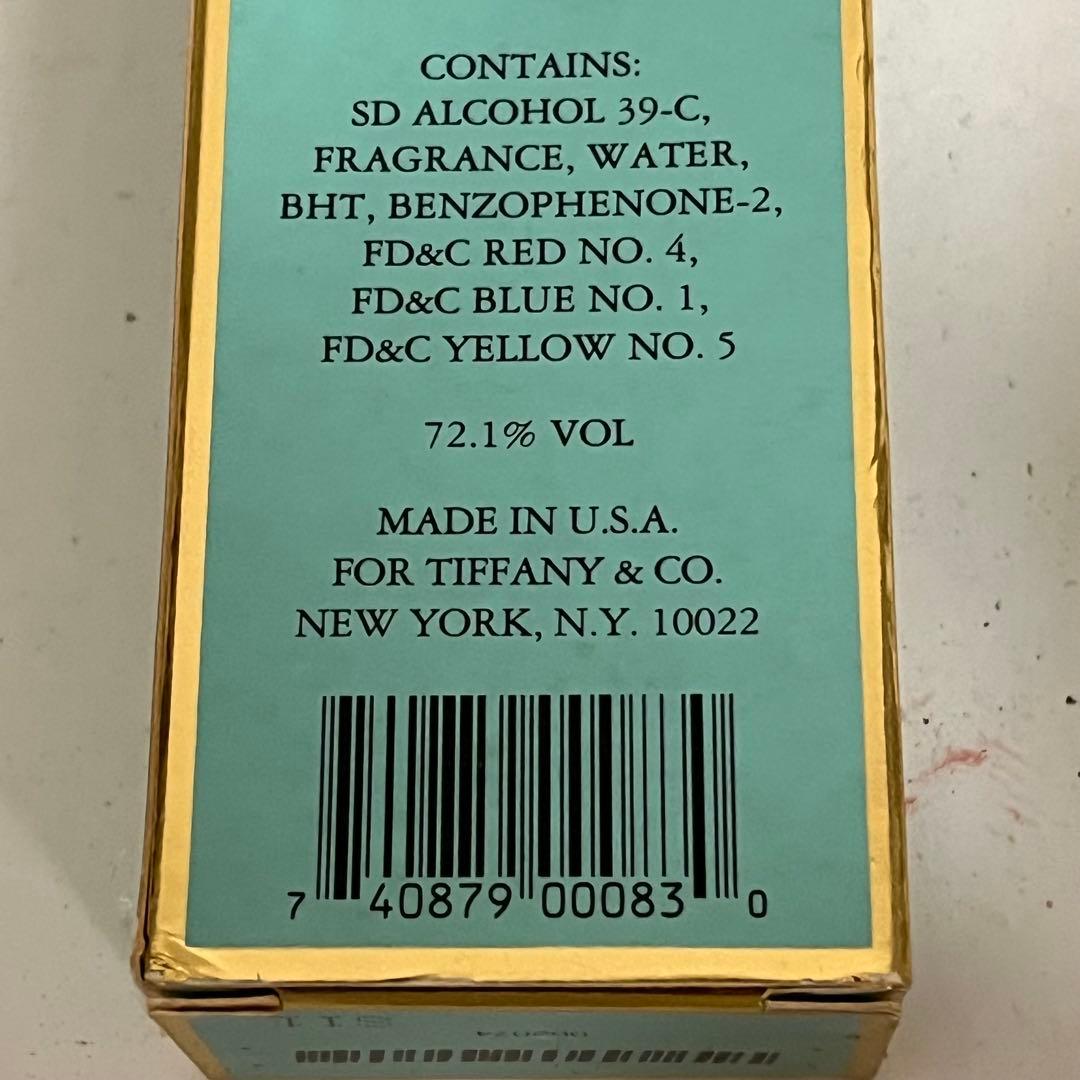 CONTAINS:
SD ALCOHOL 39-C,
FRAGRANCE, WATER,
BHT, BENZOPHENONE-2,
FD&C RED NO. 4,
FD&C BLUE NO. 1,
FD&C YELLOW NO. 5
72.1% VOL
MADE IN U.S.A.
FOR TIFFANY & CO.
NEW YORK, N.Y. 10022
7 40879 00083 0